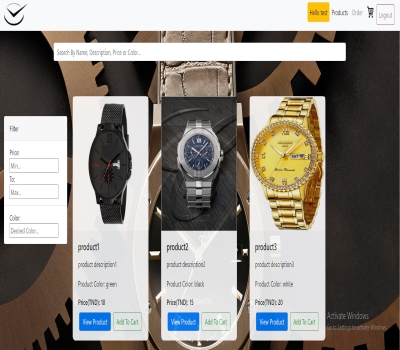 Hello test Products Order Logout
Search By Name, Description, Price or Color...
Filter
Price:
Min...
To:
Max...
Color:
Desired Color...
product1
product description1
Product Color: green
Price(TND): 10
View Product Add To Cart
product2
product description2
Product Color: black
Price(TND): 15
View Product Add To Cart
product3
product description3
Product Color: white
Price(TND): 20
View Product Add To Cart
Activate Windows
Go to Settings to activate Windows.